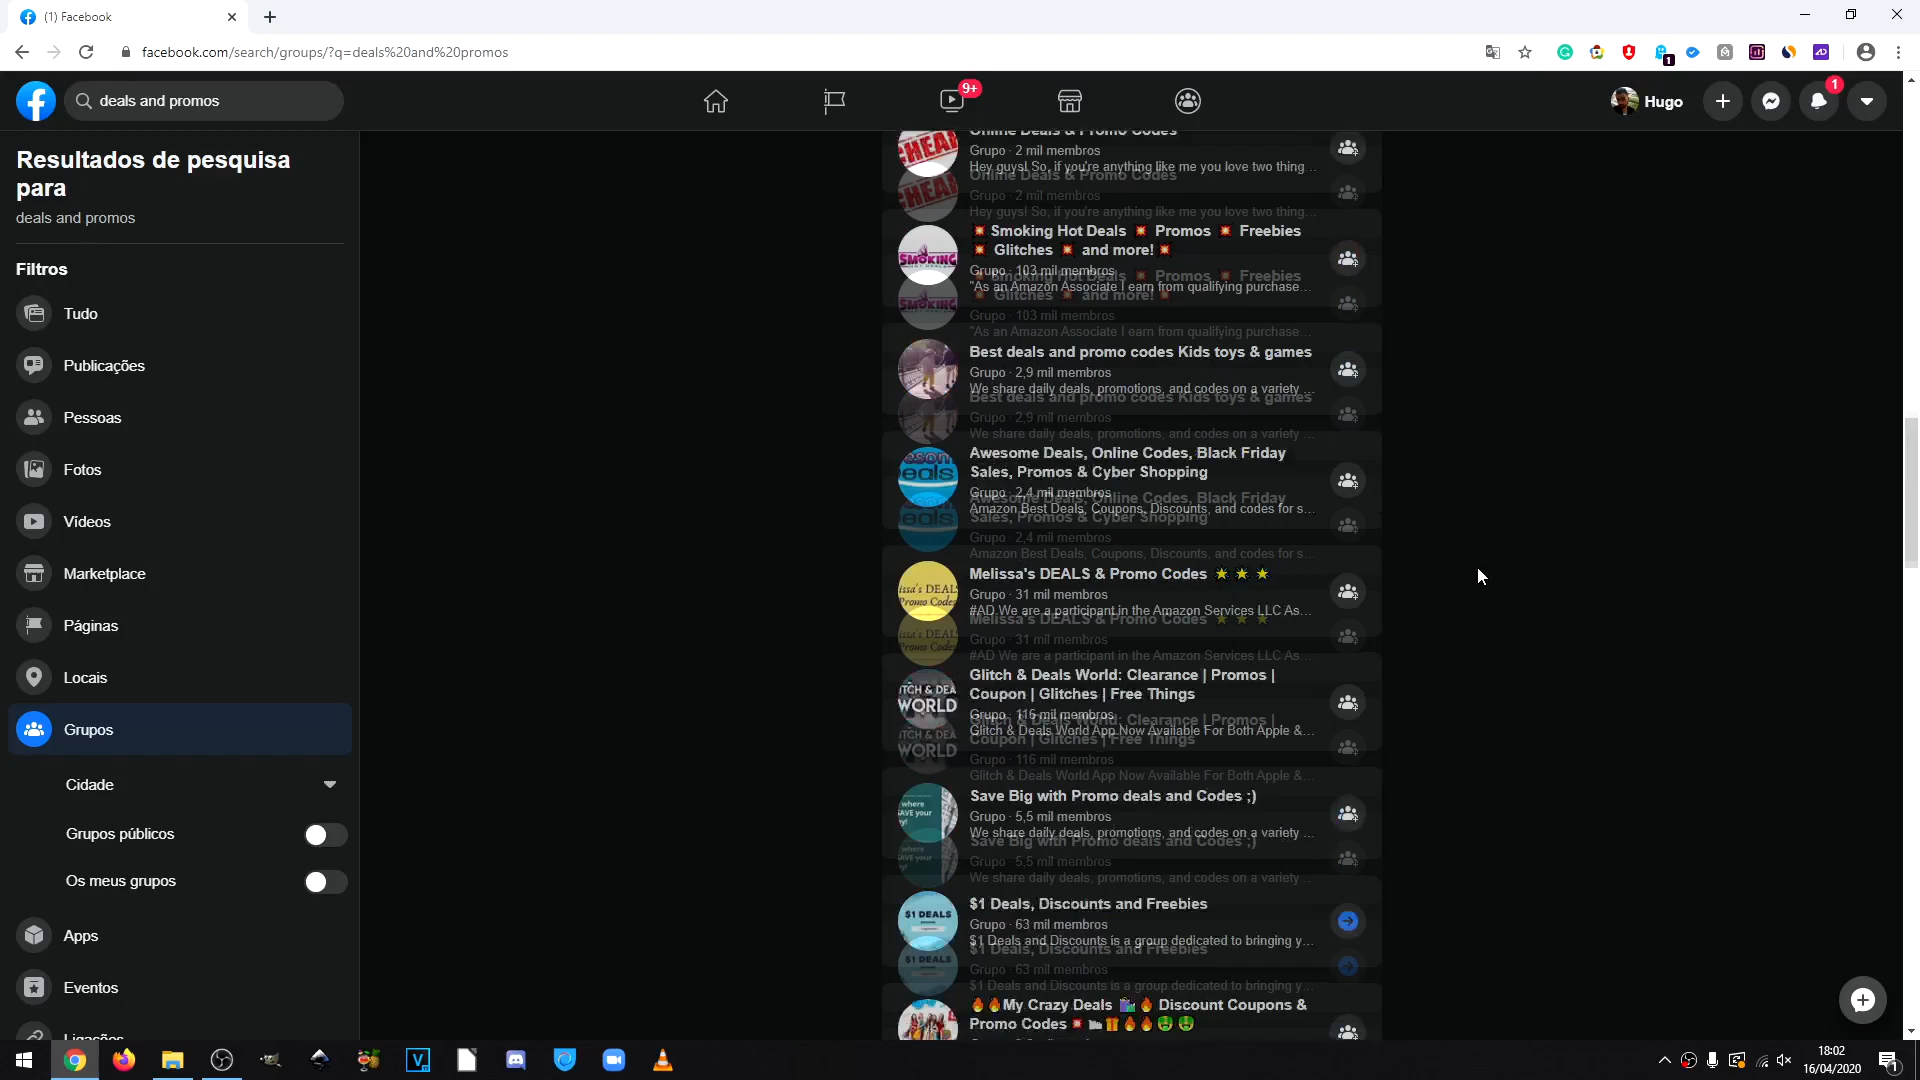 (1) Facebook
facebook.com/search/groups/?q=deals%20and%20promos
deals and promos
9+
Hugo
1
Resultados de pesquisa
para
deals and promos
Filtros
Tudo
Publicações
Pessoas
Fotos
Vídeos
Marketplace
Páginas
Locais
Grupos
Cidade
Grupos públicos
Os meus grupos
Apps
Eventos
Ligações
Online Deals & Promo Codes
Grupo · 2 mil membros
Hey guys! So, if you're anything like me you love two thing...
💥 Smoking Hot Deals 💥 Promos 💥 Freebies
💥 Glitches 💥 and more! 💥
Grupo · 103 mil membros
"As an Amazon Associate I earn from qualifying purchase...
Best deals and promo codes Kids toys & games
Grupo · 2,9 mil membros
We share daily deals, promotions, and codes on a variety ...
Awesome Deals, Online Codes, Black Friday
Sales, Promos & Cyber Shopping
Grupo · 2,4 mil membros
Amazon Best Deals, Coupons, Discounts, and codes for s...
Melissa's DEALS & Promo Codes ⭐ ⭐ ⭐
Grupo · 31 mil membros
#AD We are a participant in the Amazon Services LLC As...
Glitch & Deals World: Clearance | Promos |
Coupon | Glitches | Free Things
Grupo · 116 mil membros
Glitch & Deals World App Now Available For Both Apple &...
Save Big with Promo deals and Codes ;)
Grupo · 5,5 mil membros
We share daily deals, promotions, and codes on a variety ...
$1 Deals, Discounts and Freebies
Grupo · 63 mil membros
$1 Deals and Discounts is a group dedicated to bringing y...
🔥🔥My Crazy Deals 🛍️🔥 Discount Coupons &
Promo Codes
18:02
16/04/2020
1